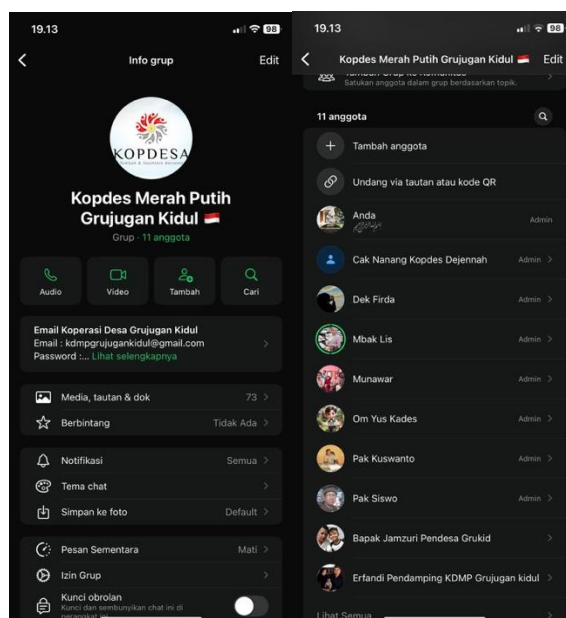 19.13
98
Info grup
Edit
KOPDESA
Kopdes Merah Putih
Grujugan Kidul
Grup · 11 anggota
Audio
Video
Tambah
Cari
Email Koperasi Desa Grujugan Kidul
Email : kdmpgrujugankidul@gmail.com
Password :... Lihat selengkapnya
Media, tautan & dok
73
Berbintang
Tidak Ada
Notifikasi
Semua
Tema chat
Simpan ke foto
Default
Pesan Sementara
Mati
Izin Grup
Kunci obrolan
Kunci dan sembunyikan chat ini di
perangkat ini.
19.13
98
Kopdes Merah Putih Grujugan Kidul
Edit
Tambah Grup ke Komunitas
Satukan anggota dalam grup berdasarkan topik.
11 anggota
Tambah anggota
Undang via tautan atau kode QR
Anda
Admin
Cak Nanang Kopdes Dejennah
Admin
Dek Firda
Admin
Mbak Lis
Admin
Munawar
Admin
Om Yus Kades
Admin
Pak Kuswanto
Admin
Pak Siswo
Admin
Bapak Jamzuri Pendesa Grukid
Erfandi Pendamping KDMP Grujugan kidul
Lihat Semua